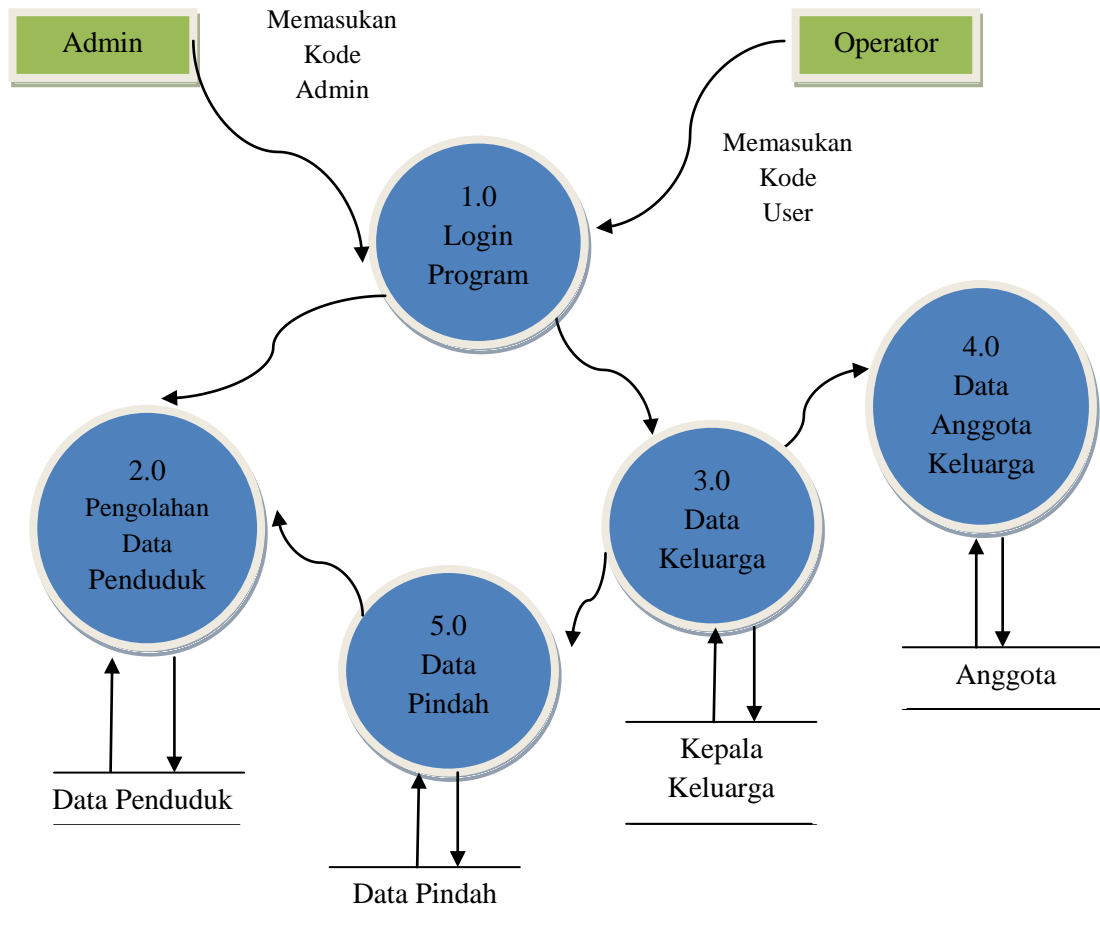 Admin
Memasukan
Kode
Admin
Operator
Memasukan
Kode
User
1.0
Login
Program
4.0
Data
Anggota
Keluarga
2.0
Pengolahan
Data
Penduduk
3.0
Data
Keluarga
5.0
Data
Pindah
Anggota
Kepala
Keluarga
Data Penduduk
Data Pindah